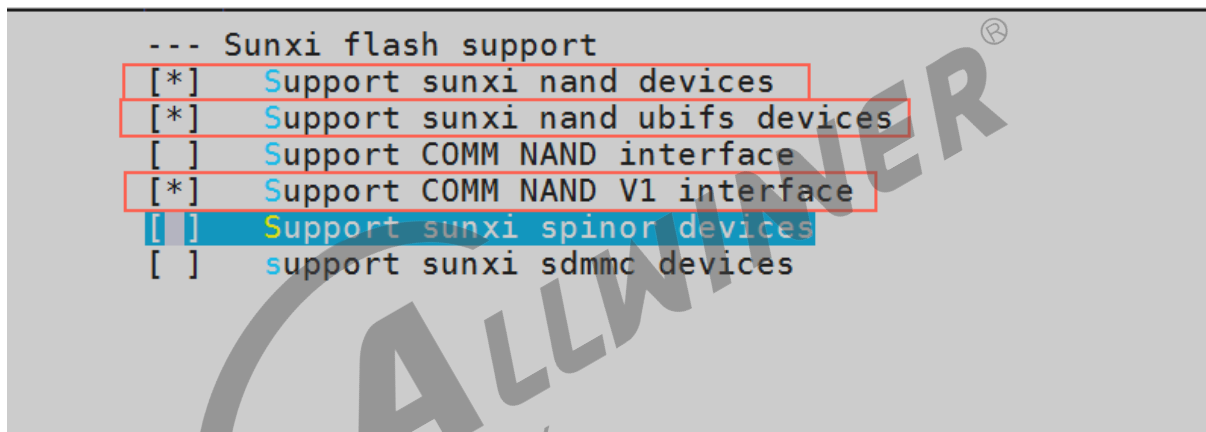 --- Sunxi flash support
[*] Support sunxi nand devices
[*] Support sunxi nand ubifs devices
[ ] Support COMM NAND interface
[*] Support COMM NAND V1 interface
[ ] Support sunxi spinor devices
[ ] support sunxi sdmmc devices
ALLWINNER®